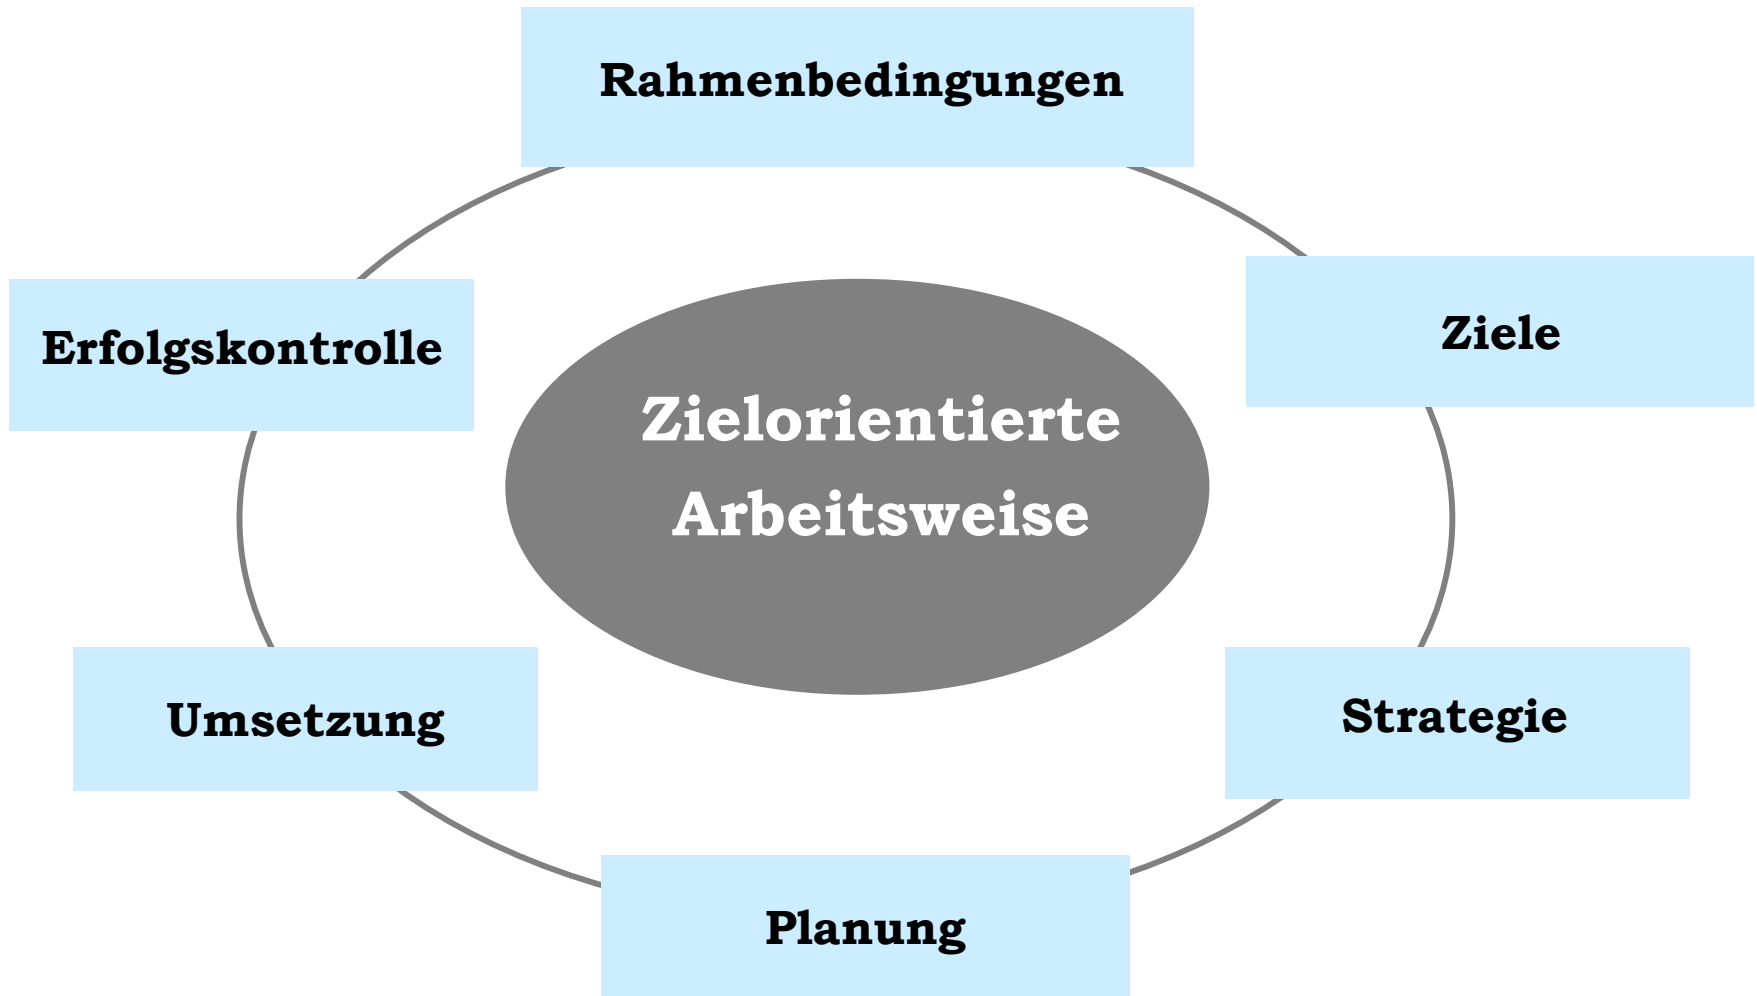 Rahmenbedingungen
Ziele
Erfolgskontrolle
Zielorientierte
Arbeitsweise
Strategie
Umsetzung
Planung